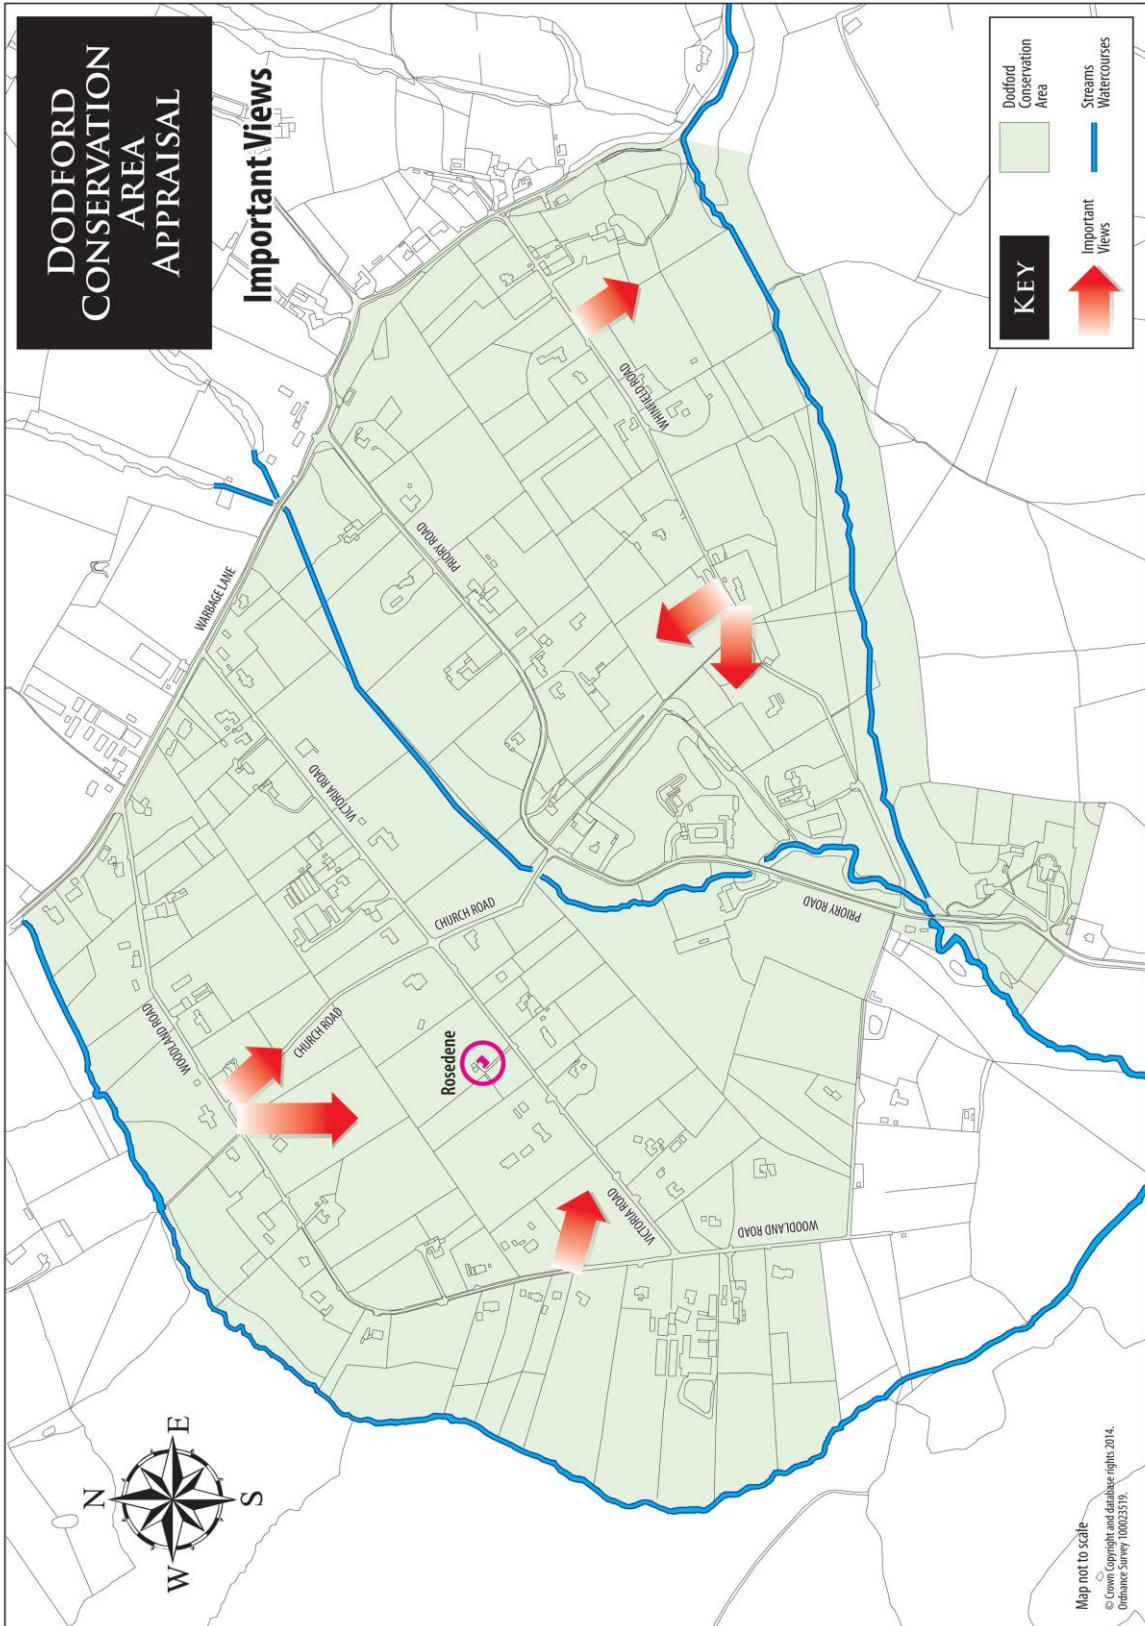 DODFORD
CONSERVATION
AREA
APPRAISAL
Important Views
WARBAGE LANE
PRIORY ROAD
WHINFIELD ROAD
VICTORIA ROAD
WOODLAND ROAD
CHURCH ROAD
CHURCH ROAD
Rosedene
PRIORY ROAD
VICTORIA ROAD
WOODLAND ROAD
N
E
S
W
KEY
Dodford
Conservation
Area
Important
Views
Streams
Watercourses
Map not to scale
© Crown Copyright and database rights 2014.
Ordnance Survey 100023519.